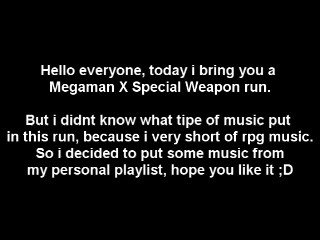 Hello everyone, today i bring you a
Megaman X Special Weapon run.
But i didnt know what tipe of music put
in this run, because i very short of rpg music.
So i decided to put some music from
my personal playlist, hope you like it ;D